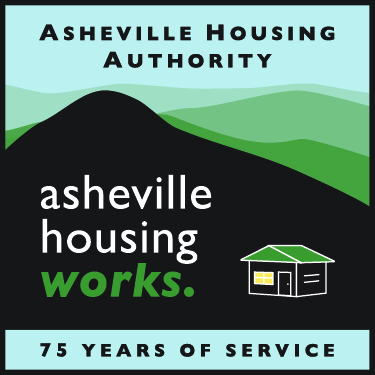 ASHEVILLE HOUSING
AUTHORITY
asheville
housing
works.
75 YEARS OF SERVICE